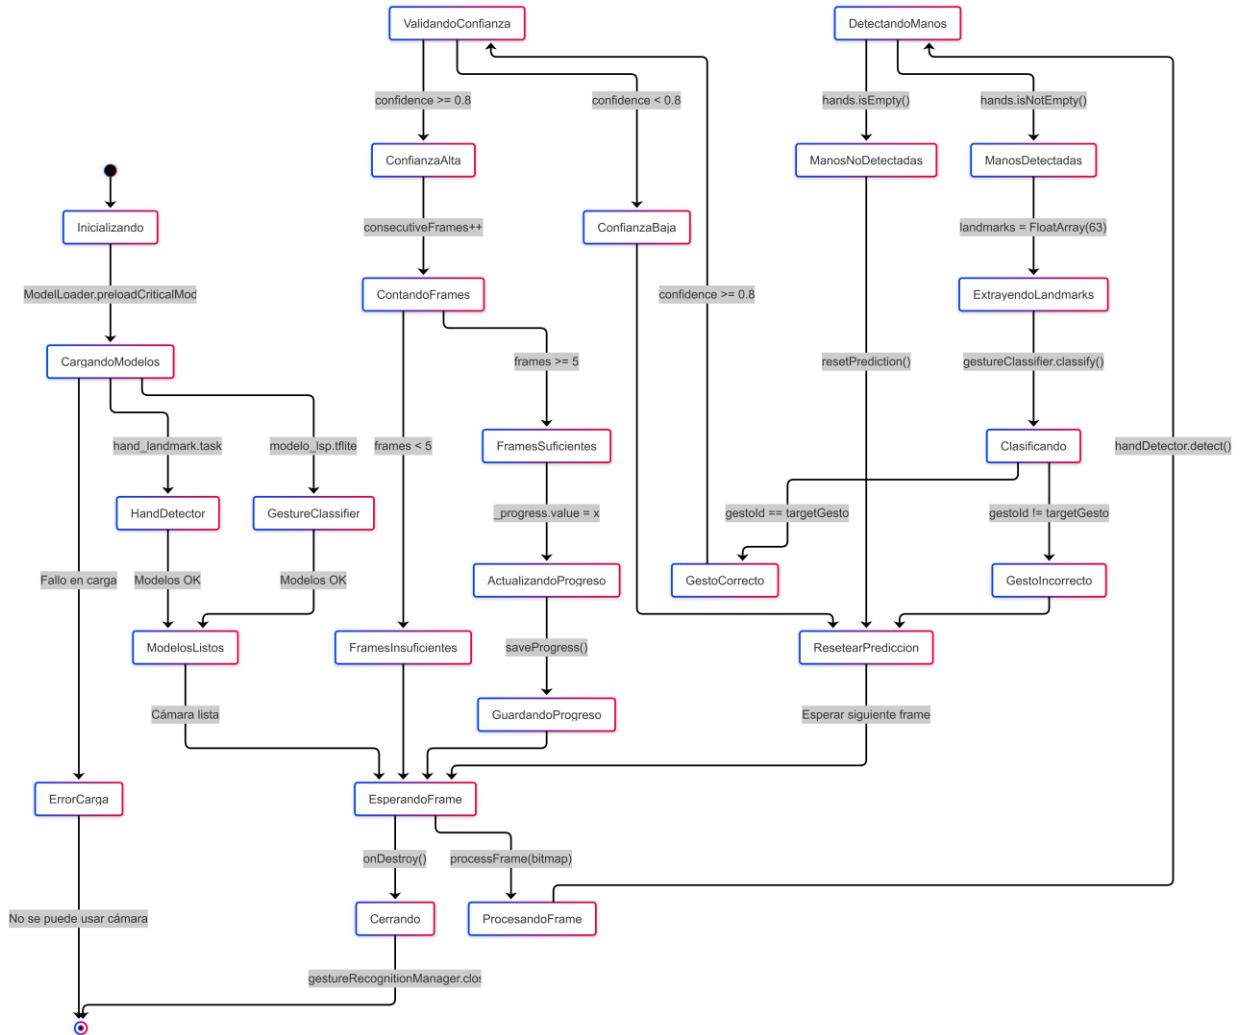 ValidandoConfianza
DetectandoManos
confidence >= 0.8
confidence < 0.8
hands.isEmpty()
hands.isNotEmpty()
ConfianzaAlta
ManosNoDetectadas
ManosDetectadas
Inicializando
consecutiveFrames++
ConfianzaBaja
landmarks = FloatArray(63)
ModelLoader.preloadCriticalMod
ContandoFrames
confidence >= 0.8
ExtrayendoLandmarks
CargandoModelos
frames >= 5
resetPrediction()
gestureClassifier.classify()
hand_landmark.task
modelo_lsp.tflite
frames < 5
FramesSuficientes
Clasificando
handDetector.detect()
HandDetector
GestureClassifier
_progress.value = x
gestoId == targetGesto
gestoId != targetGesto
Fallo en carga
Modelos OK
Modelos OK
ActualizandoProgreso
GestoCorrecto
GestoIncorrecto
ModelosListos
FramesInsuficientes
saveProgress()
ResetearPrediccion
Cámara lista
GuardandoProgreso
Esperar siguiente frame
ErrorCarga
EsperandoFrame
onDestroy()
processFrame(bitmap)
No se puede usar cámara
Cerrando
ProcesandoFrame
gestureRecognitionManager.clos